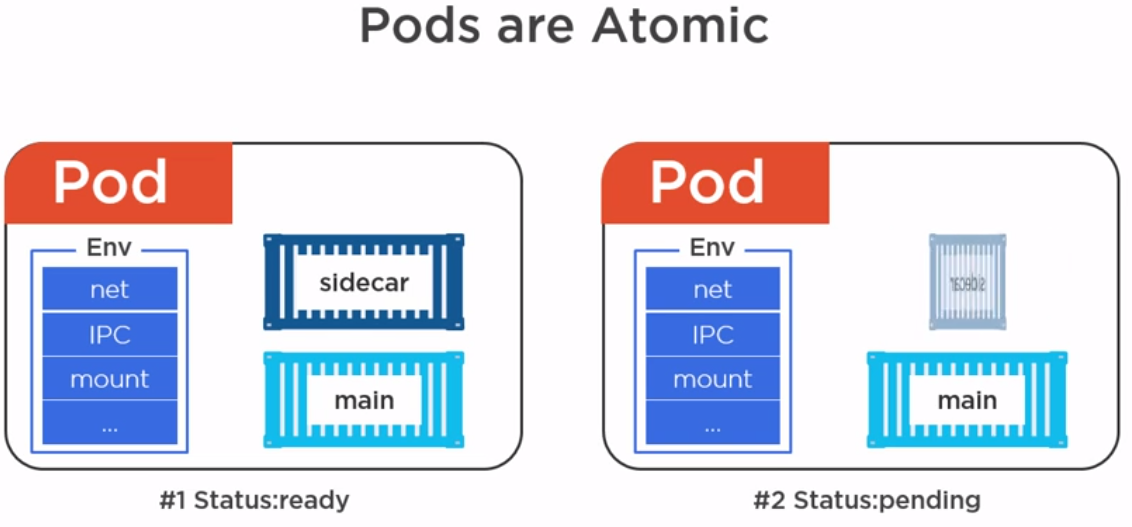 Pods are Atomic
Pod
Env
net
IPC
mount
...
sidecar
main
#1 Status:ready
Pod
Env
net
IPC
mount
...
sidecar
main
#2 Status:pending